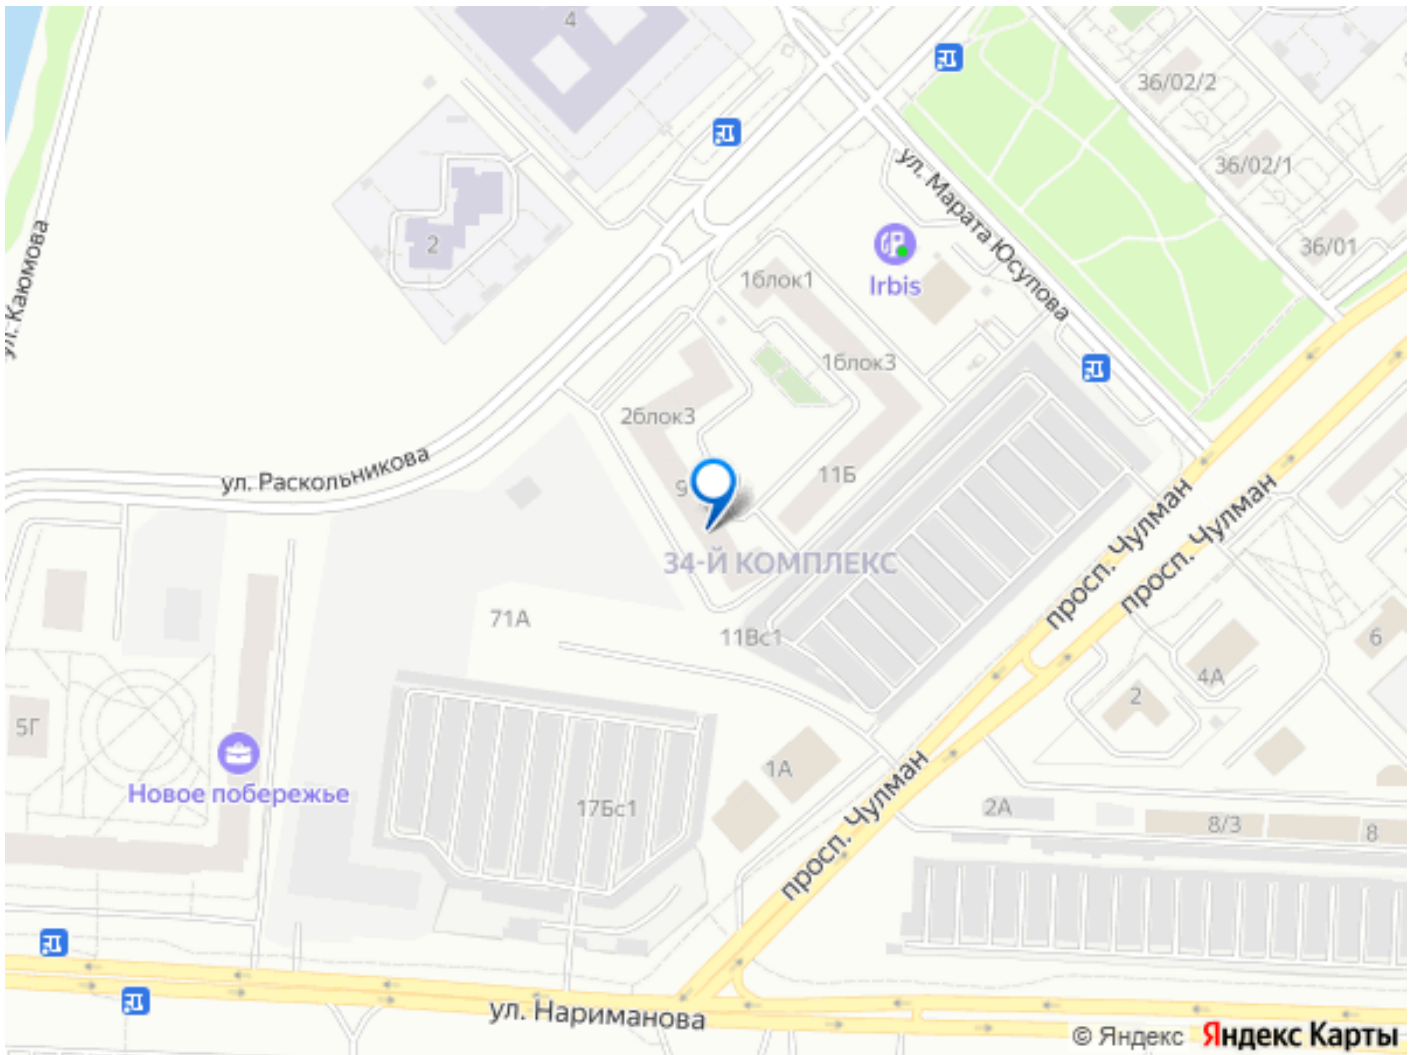 4
36/02/2
36/02/1
36/01
ул. Марата Юсупова
2
Irbis
1блок1
1блок3
2блок3
ул. Каюмова
ул. Раскольникова
11Б
9
34-Й КОМПЛЕКС
просп. Чулман
просп. Чулман
71А
11Вс1
6
4А
2
5Г
Новое побережье
1А
17Бс1
2А
8/3
8
просп. Чулман
ул. Нариманова
© Яндекс Яндекс Карты